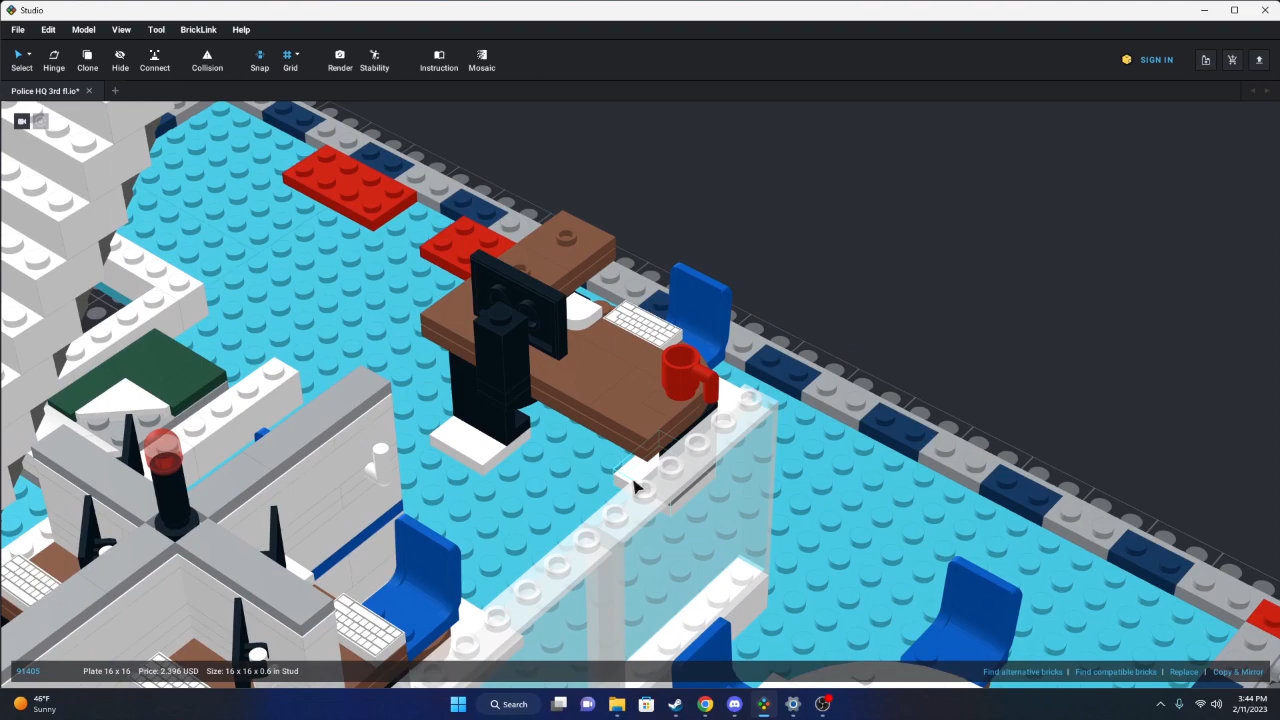 Studio
File Edit Model View Tool BrickLink Help
Select Hinge Clone Hide Connect Collision Snap Grid Render Stability Instruction Mosaic SIGN IN
Police HQ 3rd fl.io*
91405 Plate 16 x 16 Price: 2.396 USD Size: 16 x 16 x 0.6 in Stud Find alternative bricks | Find compatible bricks | Replace | Copy & Mirror
46°F
Sunny
Search
3:44 PM
2/11/2023